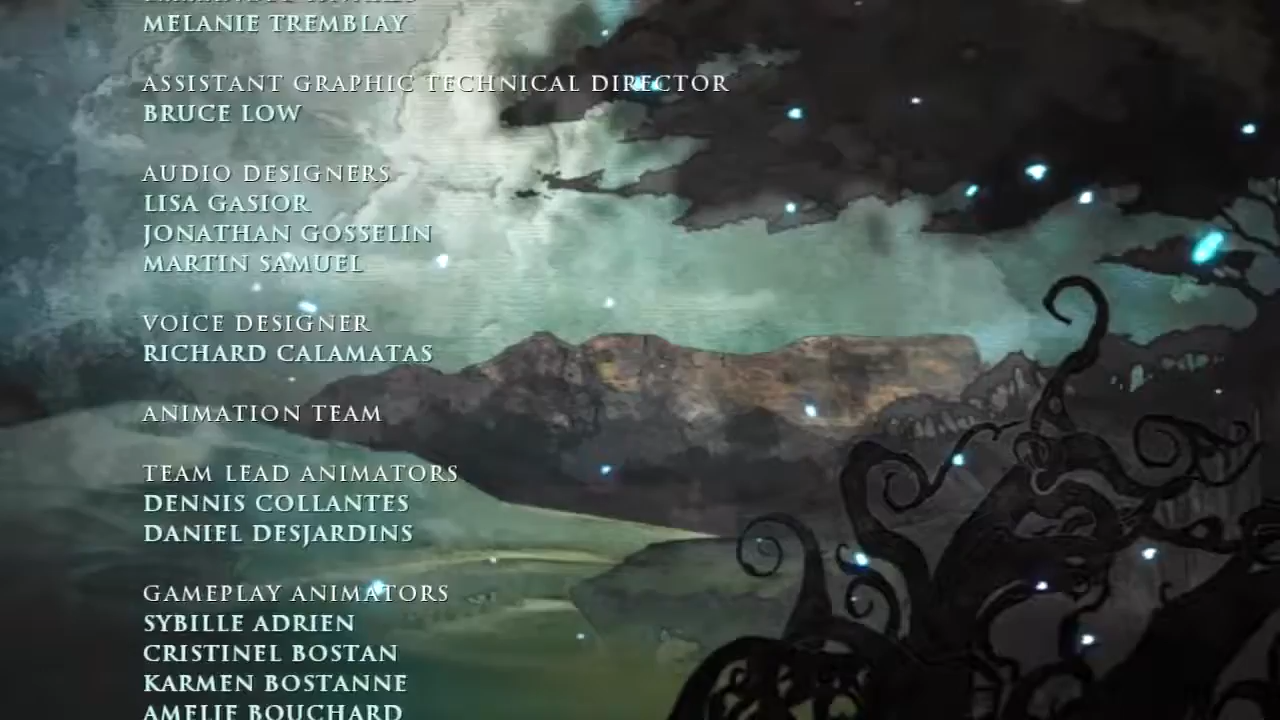 MELANIE TREMBLAY
ASSISTANT GRAPHIC TECHNICAL DIRECTOR
BRUCE LOW
AUDIO DESIGNERS
LISA GASIOR
JONATHAN GOSSELIN
MARTIN SAMUEL
VOICE DESIGNER
RICHARD CALAMATAS
ANIMATION TEAM
TEAM LEAD ANIMATORS
DENNIS COLLANTES
DANIEL DESJARDINS
GAMEPLAY ANIMATORS
SYBILLE ADRIEN
CRISTINEL BOSTAN
KARMEN BOSTANNE
AMELIE BOUCHARD